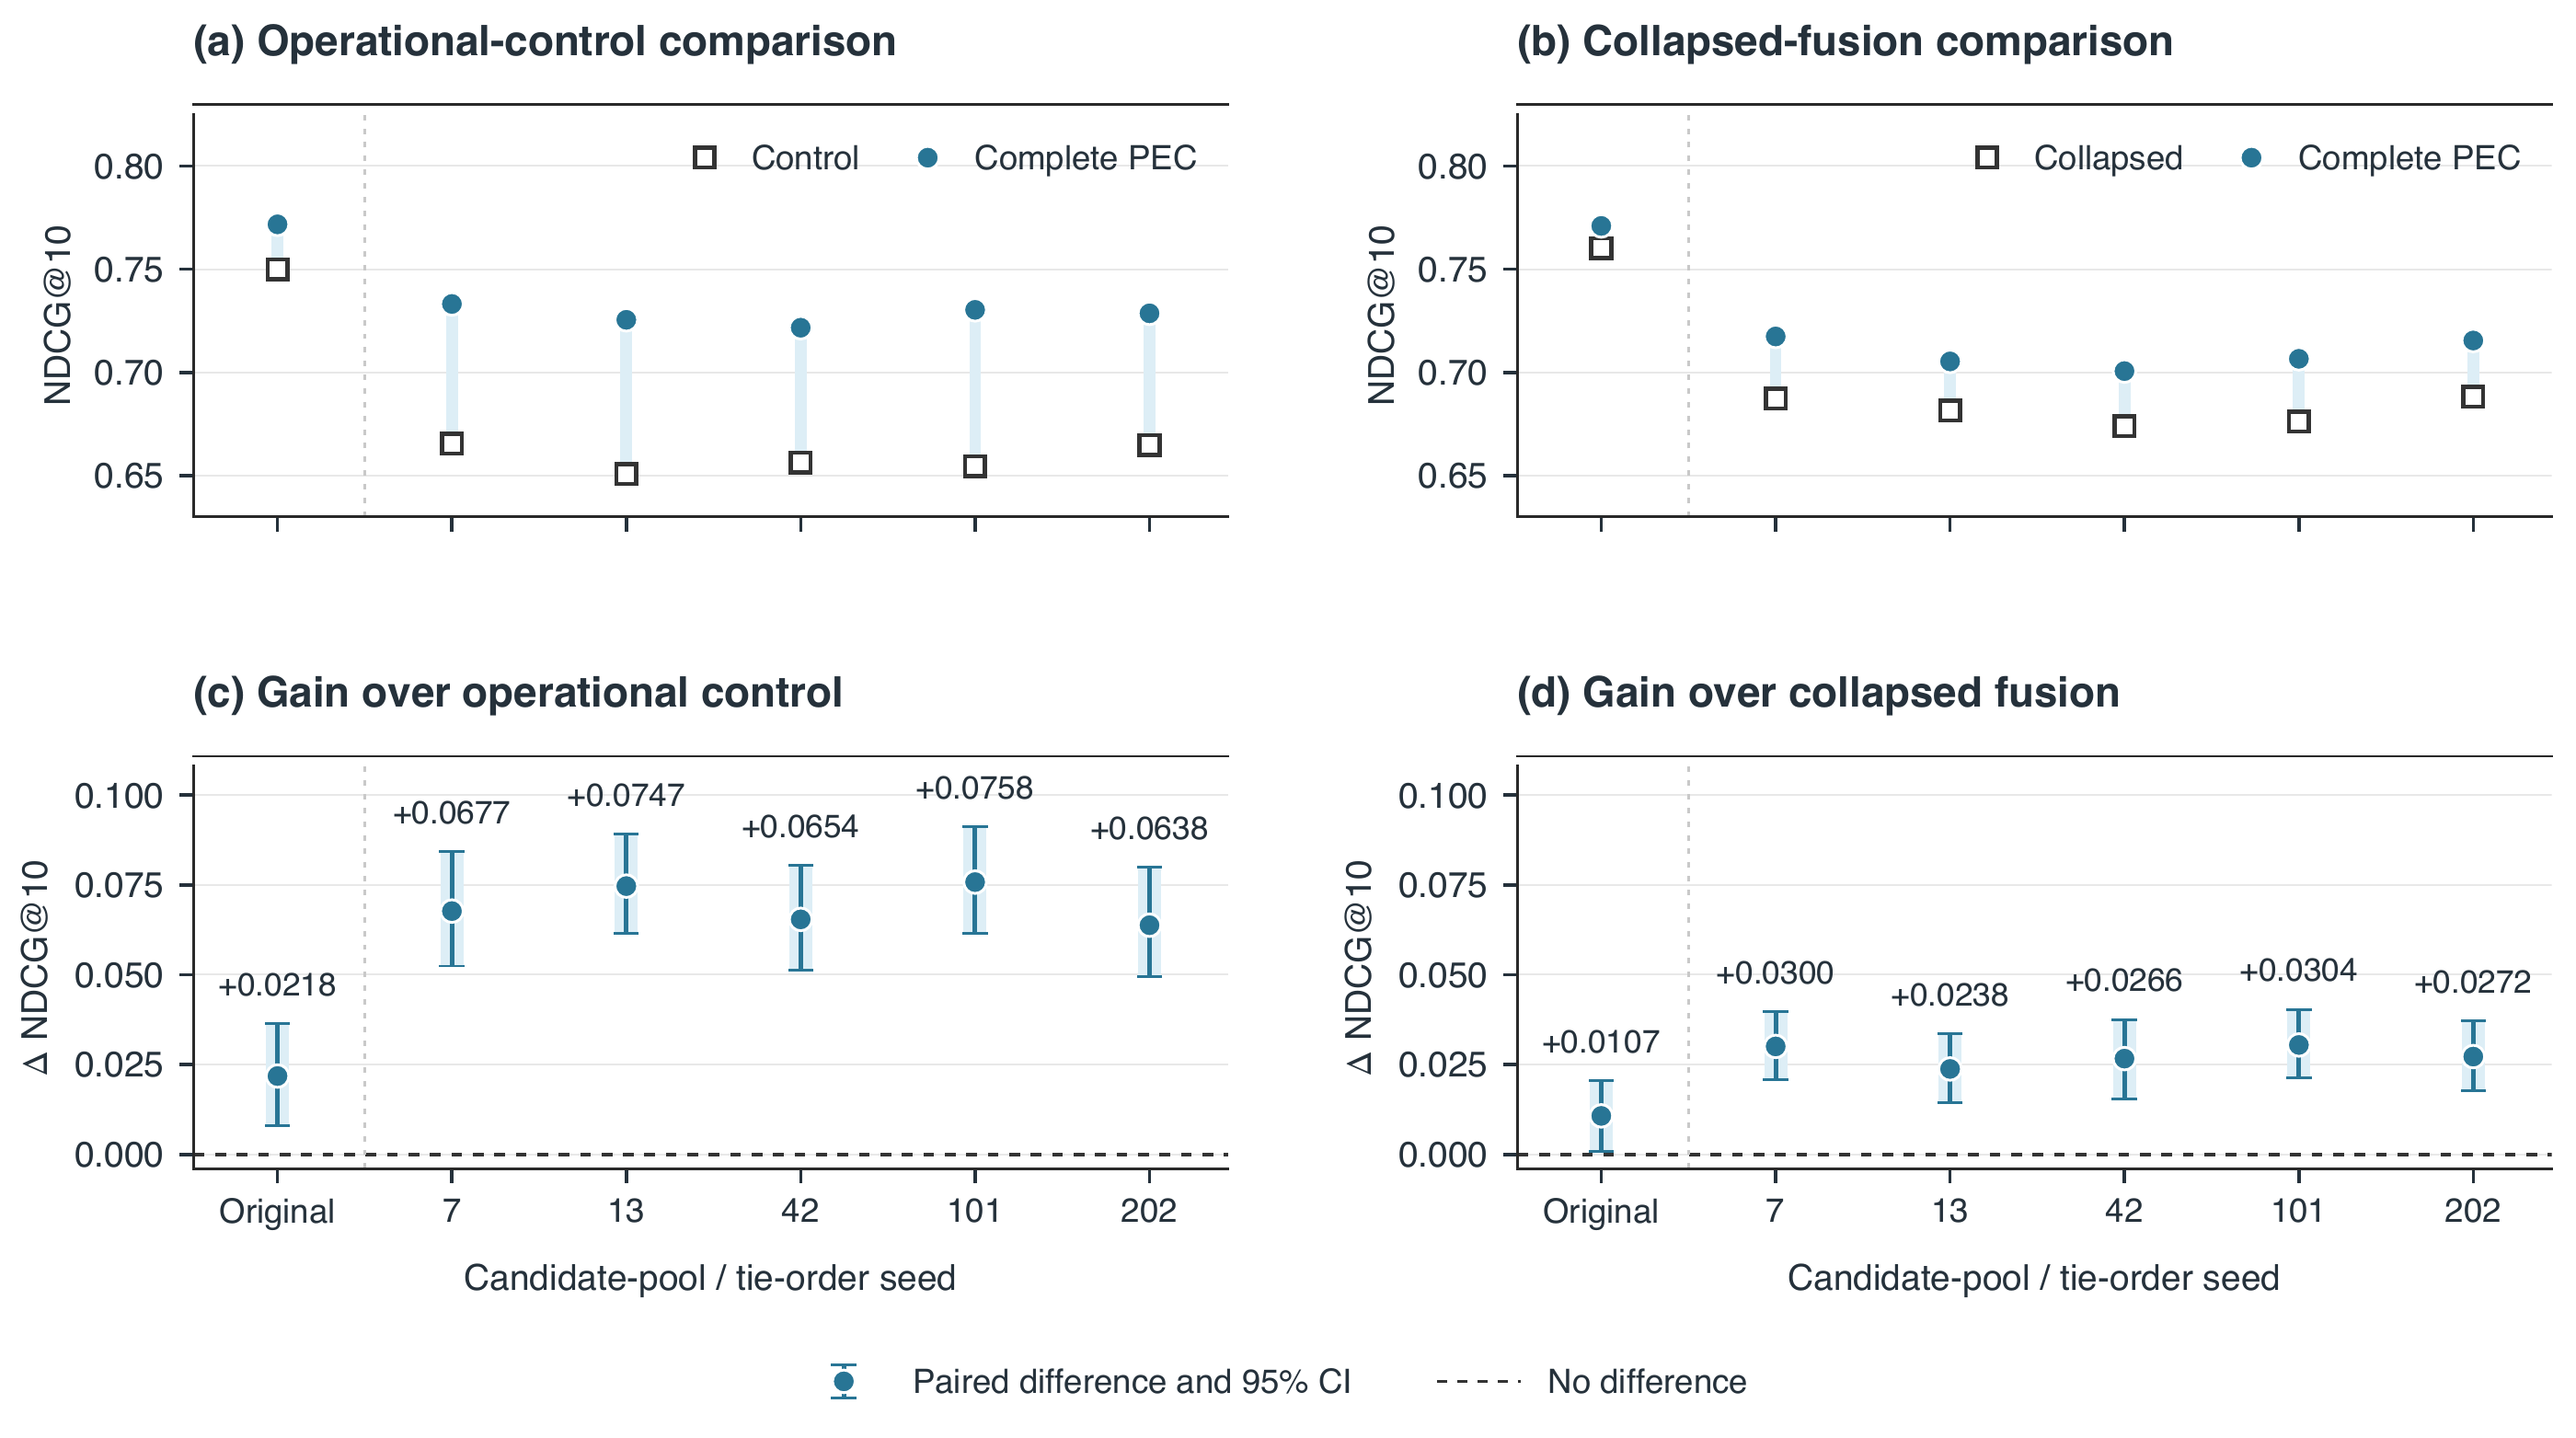 (a) Operational-control comparison
Control
Complete PEC
NDCG@10
0.80
0.75
0.70
0.65
(b) Collapsed-fusion comparison
Collapsed
Complete PEC
NDCG@10
0.80
0.75
0.70
0.65
(c) Gain over operational control
Δ NDCG@10
0.100
0.075
0.050
0.025
0.000
+0.0218
+0.0677
+0.0747
+0.0654
+0.0758
+0.0638
Original
7
13
42
101
202
Candidate-pool / tie-order seed
(d) Gain over collapsed fusion
Δ NDCG@10
0.100
0.075
0.050
0.025
0.000
+0.0107
+0.0300
+0.0238
+0.0266
+0.0304
+0.0272
Original
7
13
42
101
202
Candidate-pool / tie-order seed
Paired difference and 95% CI
No difference